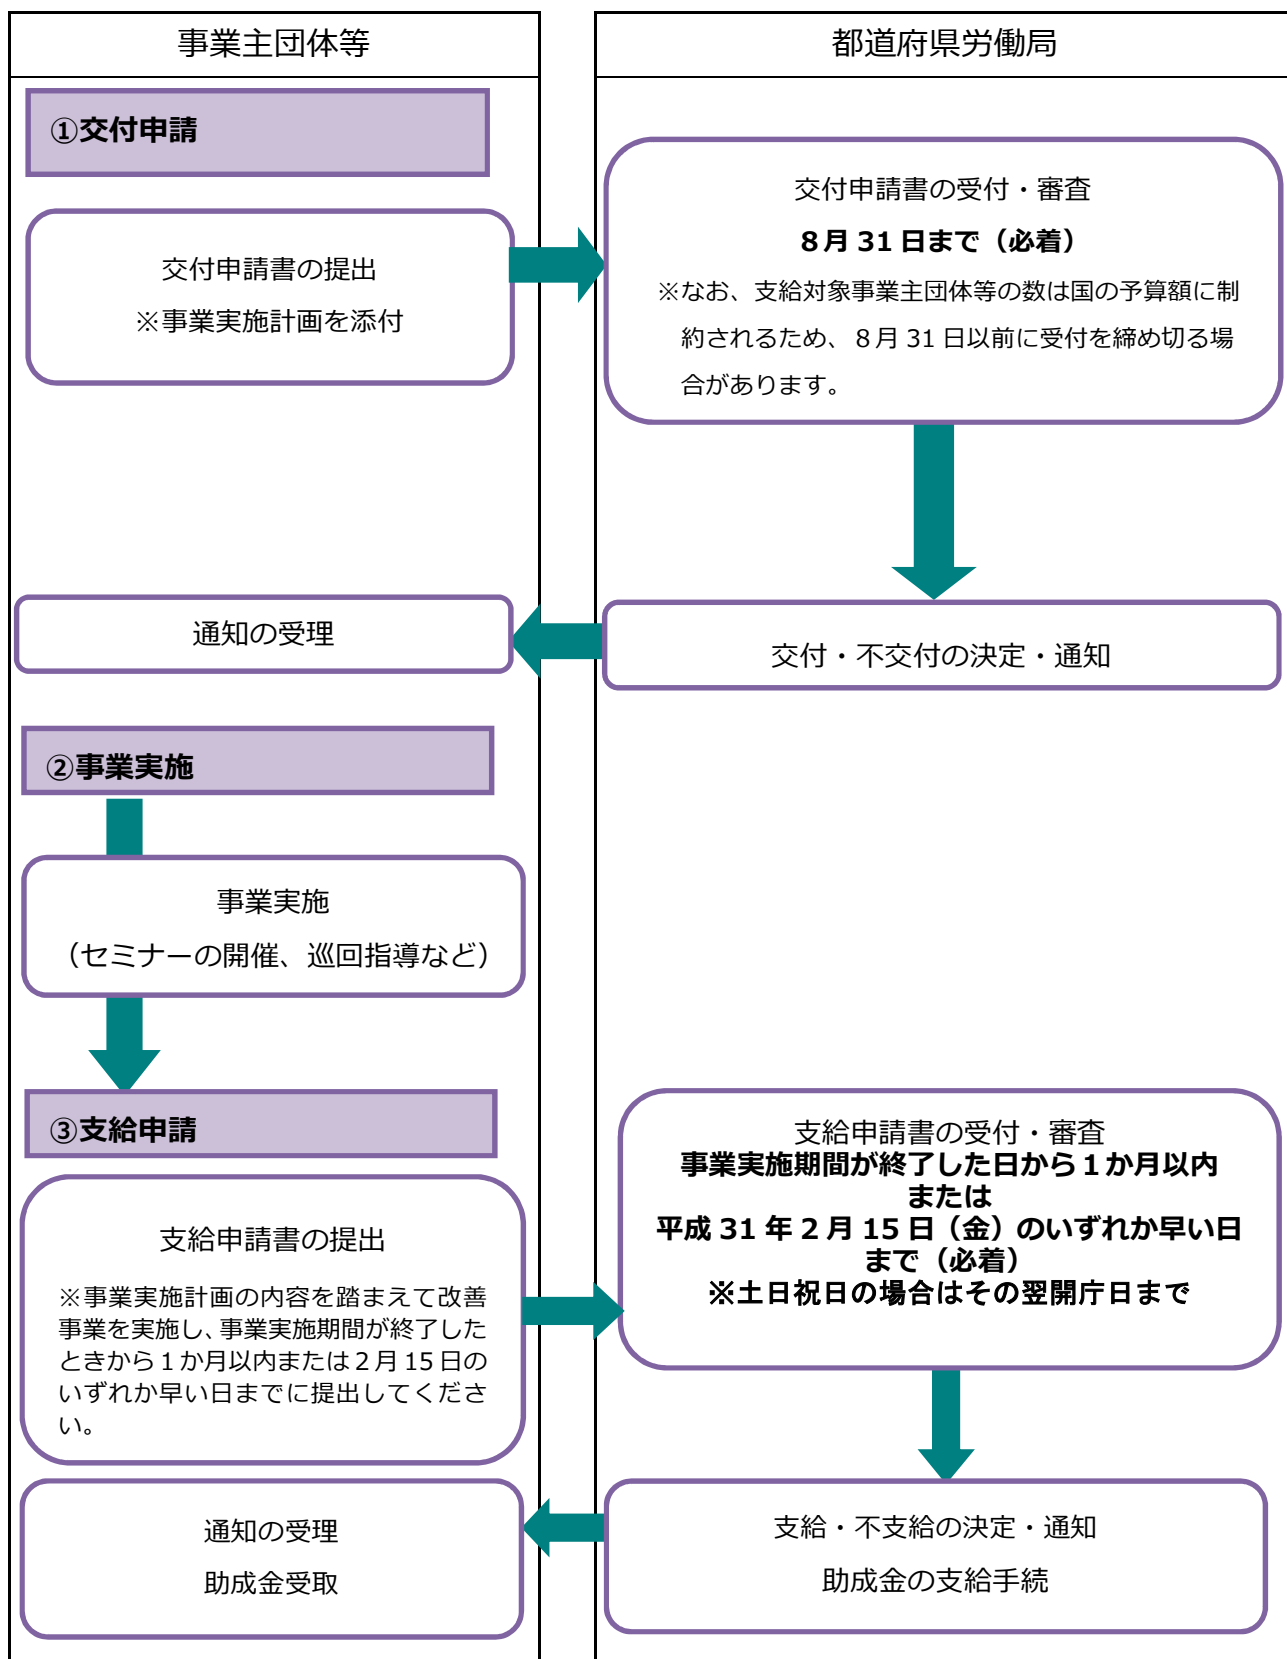 事業主団体等
都道府県労働局
①交付申請
交付申請書の提出
※事業実施計画を添付
交付申請書の受付・審査
８月 31 日まで（必着）
※なお、支給対象事業主団体等の数は国の予算額に制
約されるため、８月 31 日以前に受付を締め切る場
合があります。
交付・不交付の決定・通知
通知の受理
②事業実施
事業実施
（セミナーの開催、巡回指導など）
③支給申請
支給申請書の提出
※事業実施計画の内容を踏まえて改善
事業を実施し、事業実施期間が終了した
ときから１か月以内または２月 15 日の
いずれか早い日までに提出してくださ
い。
支給申請書の受付・審査
事業実施期間が終了した日から１か月以内
または
平成 31 年 2 月 15 日（金）のいずれか早い日
まで（必着）
※土日祝日の場合はその翌開庁日まで
支給・不支給の決定・通知
助成金の支給手続
通知の受理
助成金受取